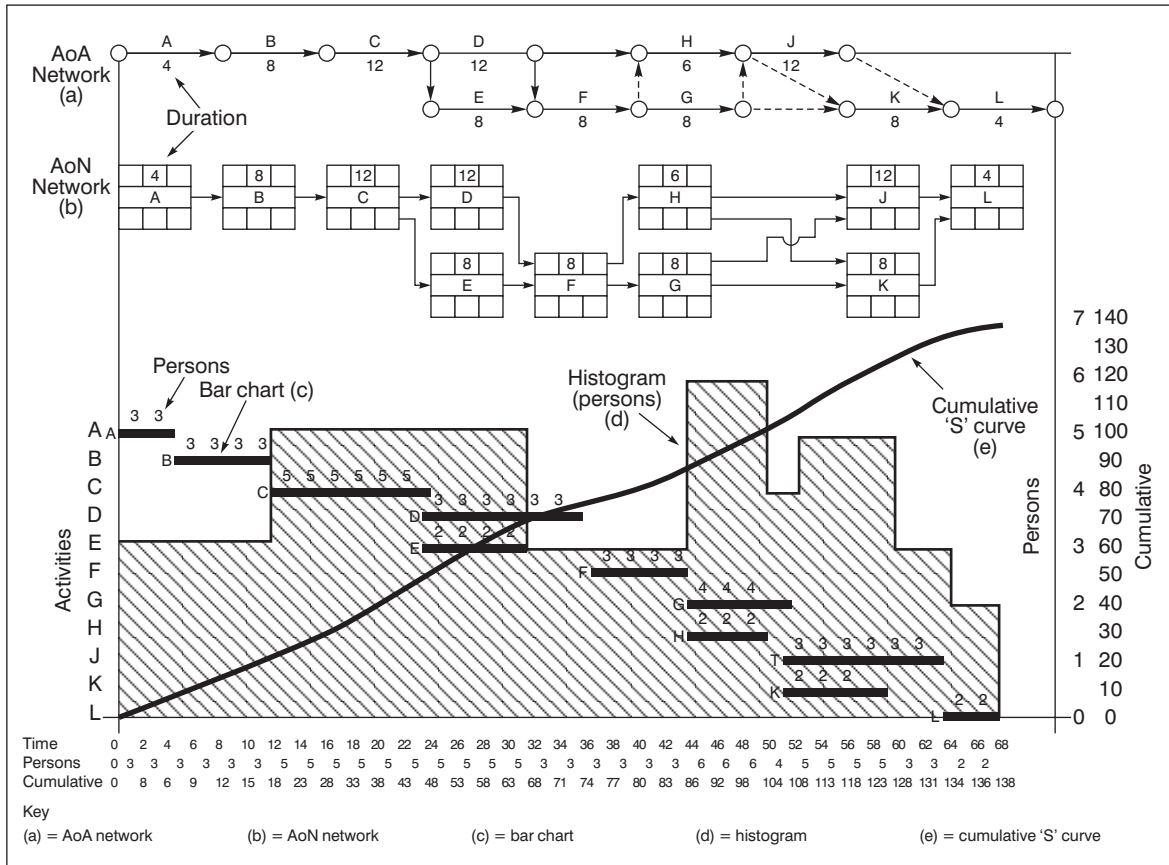 AoA
Network
(a)
A B C D H J
4 8 12 12 6 12
E F G K L
8 8 8 8 4
Duration
AoN
Network
(b)
4 8 12 12 6 12 4
A B C D H J L
8 8 8 8
E F G K
Persons
Bar chart (c)
Histogram
(persons)
(d)
Cumulative
'S' curve
(e)
7 140
130
6 120
110
5 100
90
4 80
70
3 60
50
2 40
30
1 20
10
0 0
Persons
Cumulative
Activities
A
B
C
D
E
F
G
H
J
K
L
3 3
A
3 3 3 3
B
5 5 5 5 5 5
C
3 3 3 3 3 3
D
2 2 2 2
E
3 3 3 3
F
4 4 4
G
2 2 2
H
3 3 3 3 3 3
T
2 2 2
K
2 2
L
Time 0 2 4 6 8 10 12 14 16 18 20 22 24 26 28 30 32 34 36 38 40 42 44 46 48 50 52 54 56 58 60 62 64 66 68
Persons 0 3 3 3 3 3 3 5 5 5 5 5 5 5 5 5 5 3 3 3 3 3 3 6 6 6 4 5 5 5 5 3 3 2 2
Cumulative 0 8 6 9 12 15 18 23 28 33 38 43 48 53 58 63 68 71 74 77 80 83 86 92 98 104 108 113 118 123 128 131 134 136 138
Key
(a) = AoA network (b) = AoN network (c) = bar chart (d) = histogram (e) = cumulative 'S' curve